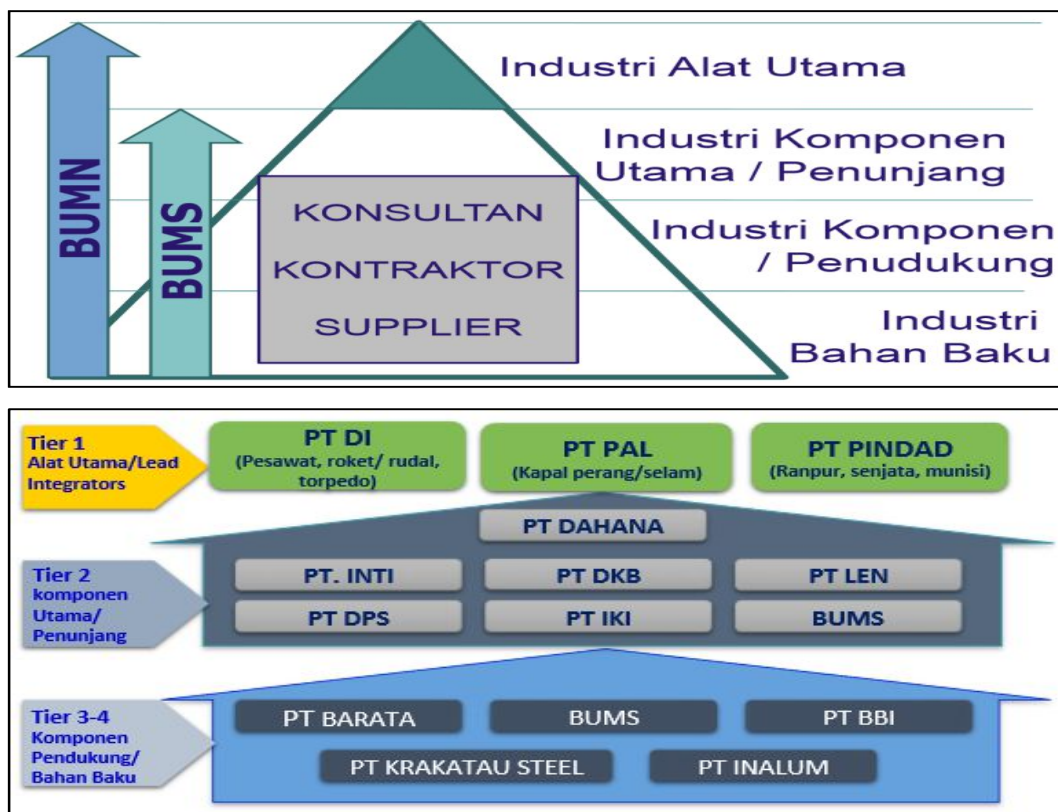 BUMN
BUMS
Industri Alat Utama
Industri Komponen
Utama / Penunjang
Industri Komponen
/ Penudukung
Industri
Bahan Baku
KONSULTAN
KONTRAKTOR
SUPPLIER
Tier 1
Alat Utama/Lead
Integrators
PT DI
(Pesawat, roket/ rudal,
torpedo)
PT PAL
(Kapal perang/selam)
PT PINDAD
(Ranpur, senjata, munisi)
PT DAHANA
Tier 2
komponen
Utama/
Penunjang
PT. INTI
PT DKB
PT LEN
PT DPS
PT IKI
BUMS
Tier 3-4
Komponen
Pendukung/
Bahan Baku
PT BARATA
BUMS
PT BBI
PT KRAKATAU STEEL
PT INALUM